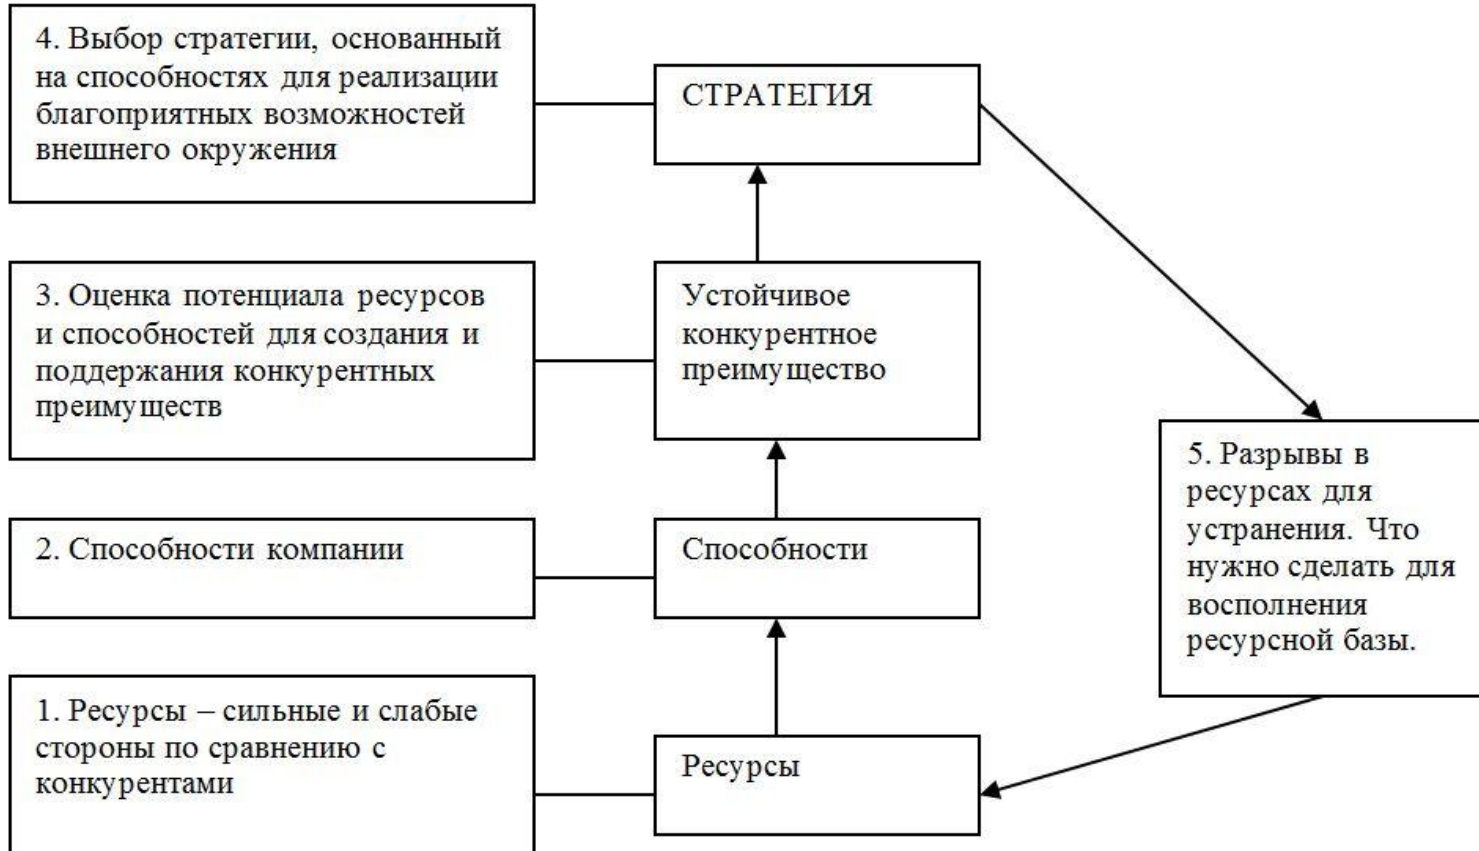 4. Выбор стратегии, основанный
на способностях для реализации
благоприятных возможностей
внешнего окружения
СТРАТЕГИЯ
3. Оценка потенциала ресурсов
и способностей для создания и
поддержания конкурентных
преимуществ
Устойчивое
конкурентное
преимущество
5. Разрывы в
ресурсах для
устранения. Что
нужно сделать для
восполнения
ресурсной базы.
2. Способности компании
Способности
1. Ресурсы – сильные и слабые
стороны по сравнению с
конкурентами
Ресурсы